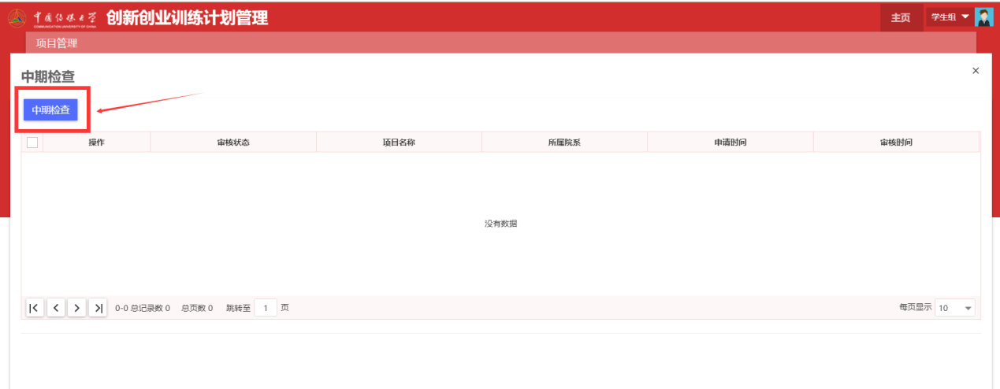 中国传媒大学 创新创业训练计划管理 主页 学生组
COMMUNICATION UNIVERSITY OF CHINA
项目管理
中期检查 ×
中期检查
操作 审核状态 项目名称 所属院系 申请时间 审核时间
没有数据
0-0 总记录数 0 总页数 0 跳转至 1 页 每页显示 10